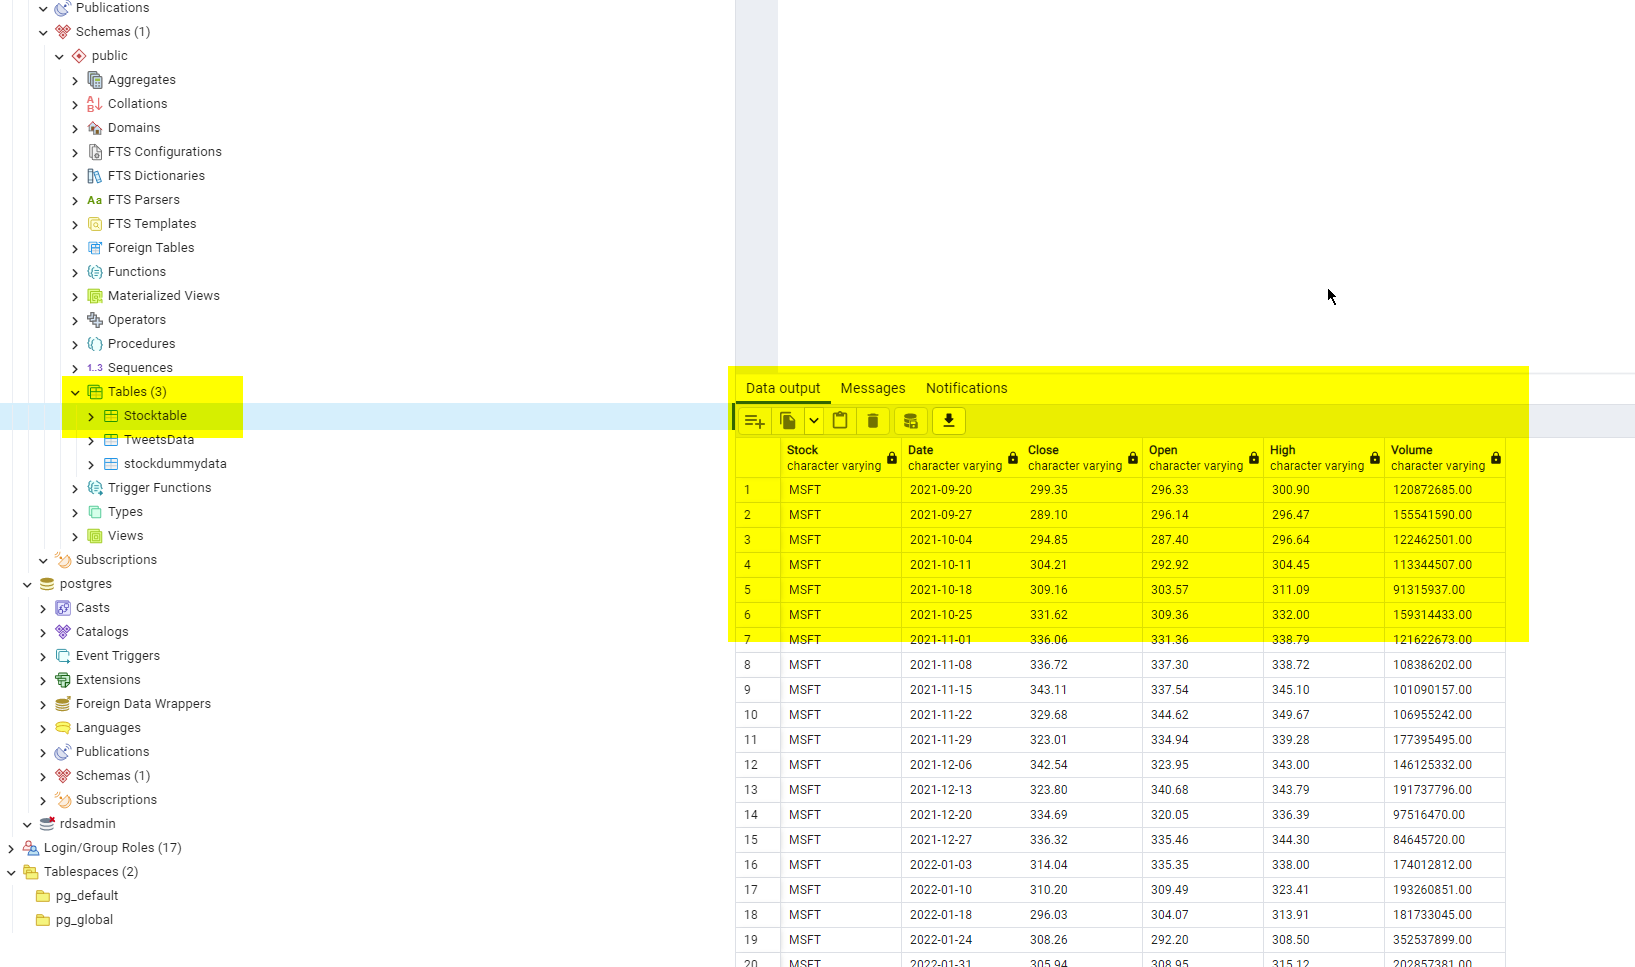 Publications
Schemas (1)
public
Aggregates
Collations
Domains
FTS Configurations
FTS Dictionaries
Aa FTS Parsers
FTS Templates
Foreign Tables
Functions
Materialized Views
Operators
Procedures
1..3 Sequences
Tables (3)
Stocktable
TweetsData
stockdummydata
Trigger Functions
Types
Views
Subscriptions
postgres
Casts
Catalogs
Event Triggers
Extensions
Foreign Data Wrappers
Languages
Publications
Schemas (1)
Subscriptions
rdsadmin
Login/Group Roles (17)
Tablespaces (2)
pg_default
pg_global
Data output Messages Notifications
Stock Date Close Open High Volume
character varying character varying character varying character varying character varying character varying
1 MSFT 2021-09-20 299.35 296.33 300.90 120872685.00
2 MSFT 2021-09-27 289.10 296.14 296.47 155541590.00
3 MSFT 2021-10-04 294.85 287.40 296.64 122462501.00
4 MSFT 2021-10-11 304.21 292.92 304.45 113344507.00
5 MSFT 2021-10-18 309.16 303.57 311.09 91315937.00
6 MSFT 2021-10-25 331.62 309.36 332.00 159314433.00
7 MSFT 2021-11-01 336.06 331.36 338.79 121622673.00
8 MSFT 2021-11-08 336.72 337.30 338.72 108386202.00
9 MSFT 2021-11-15 343.11 337.54 345.10 101090157.00
10 MSFT 2021-11-22 329.68 344.62 349.67 106955242.00
11 MSFT 2021-11-29 323.01 334.94 339.28 177395495.00
12 MSFT 2021-12-06 342.54 323.95 343.00 146125332.00
13 MSFT 2021-12-13 323.80 340.68 343.79 191737796.00
14 MSFT 2021-12-20 334.69 320.05 336.39 97516470.00
15 MSFT 2021-12-27 336.32 335.46 344.30 84645720.00
16 MSFT 2022-01-03 314.04 335.35 338.00 174012812.00
17 MSFT 2022-01-10 310.20 309.49 323.41 193260851.00
18 MSFT 2022-01-18 296.03 304.07 313.91 181733045.00
19 MSFT 2022-01-24 308.26 292.20 308.50 352537899.00
20 MSFT 2022-01-31 305.94 308.95 315.12 202857381.00